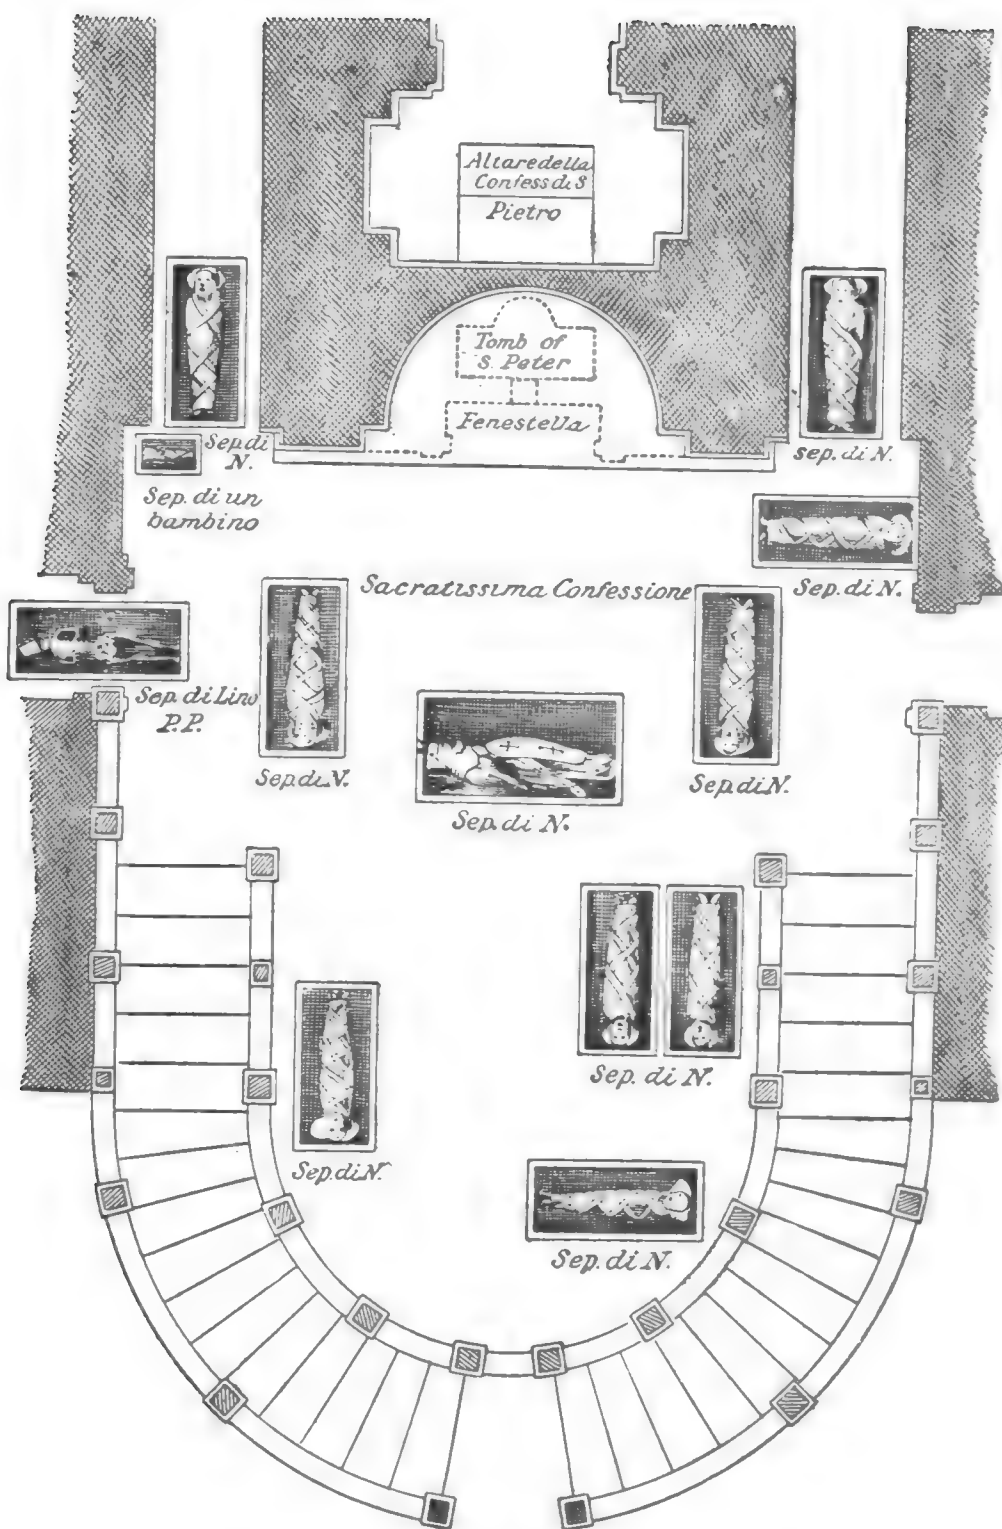 Altare della
Confess di S
Pietro
Tomb of
S. Peter
Fenestella
Sep. di
N.
Sep. di N.
Sep. di un
bambino
Sacratissima Confessione
Sep. di N.
Sep. di Lino
P.P.
Sep. di N.
Sep. di N.
Sep. di N.
Sep. di N.
Sep. di N.
Sep. di N.